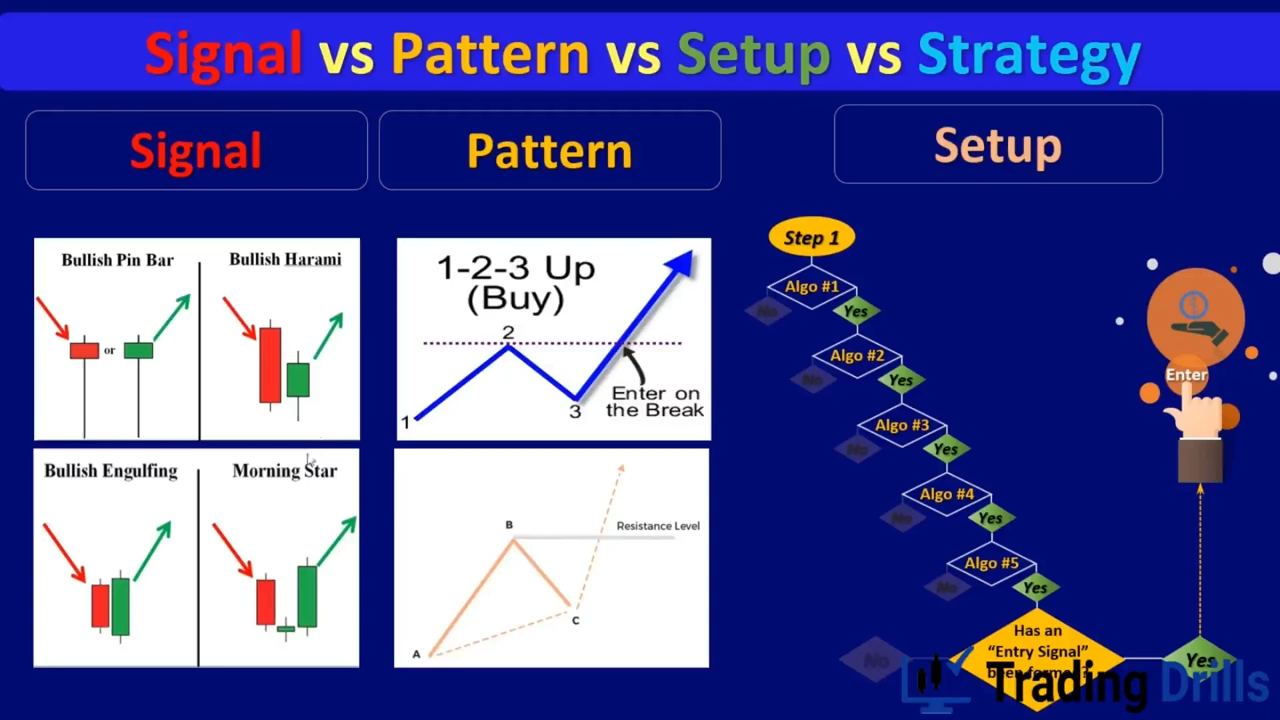 Signal vs Pattern vs Setup vs Strategy
Signal
Pattern
Setup
Bullish Pin Bar
Bullish Harami
or
Bullish Engulfing
Morning Star
1-2-3 Up
(Buy)
2
Enter on
the Break
1
3
B
Resistance Level
C
A
Step 1
Algo #1
No
Yes
Algo #2
No
Yes
Algo #3
No
Yes
Algo #4
No
Yes
Algo #5
No
Yes
Has an
“Entry Signal”
been formed?
No
Yes
Enter
Trading Drills